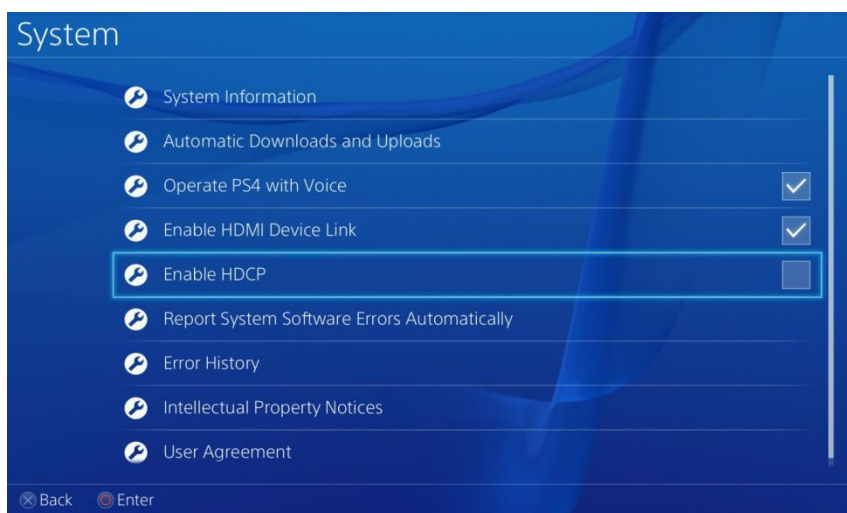 System
System Information
Automatic Downloads and Uploads
Operate PS4 with Voice
Enable HDMI Device Link
Enable HDCP
Report System Software Errors Automatically
Error History
Intellectual Property Notices
User Agreement
Back Enter